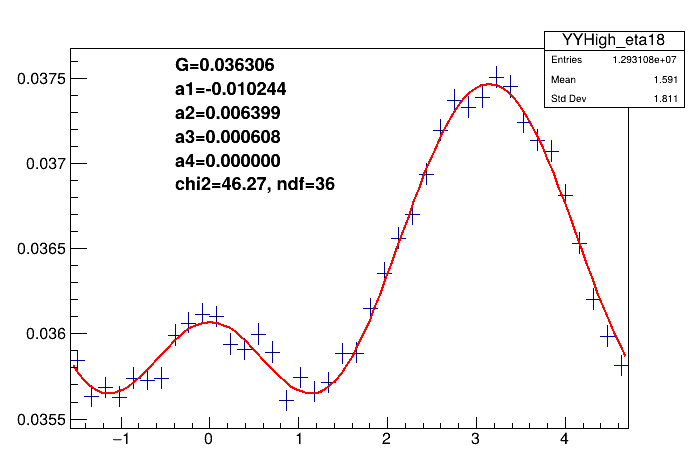 YYHigh_eta18
Entries 1.293108e+07
Mean 1.591
Std Dev 1.811
G=0.036306
a1=-0.010244
a2=0.006399
a3=0.000608
a4=0.000000
chi2=46.27, ndf=36
0.0375
0.037
0.0365
0.036
0.0355
−1 0 1 2 3 4